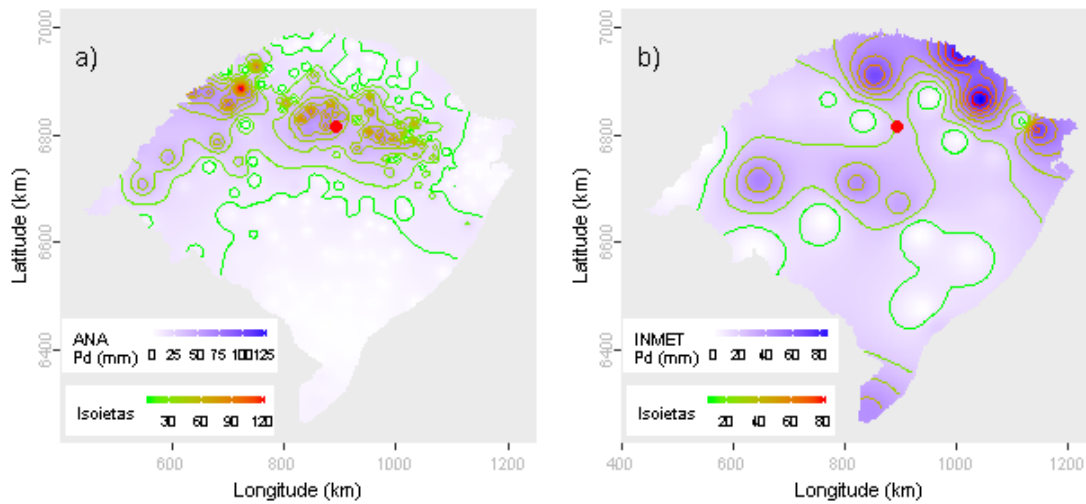 a)
7000
6800
6600
6400
Latitude (km)
600
800
1000
1200
Longitude (km)
ANA
Pd (mm)
0 25 50 75 100 125
Isoietas
30 60 90 120
b)
7000
6800
6600
6400
Latitude (km)
400
600
800
1000
1200
Longitude (km)
INMET
Pd (mm)
0 20 40 60 80
Isoietas
20 40 60 80